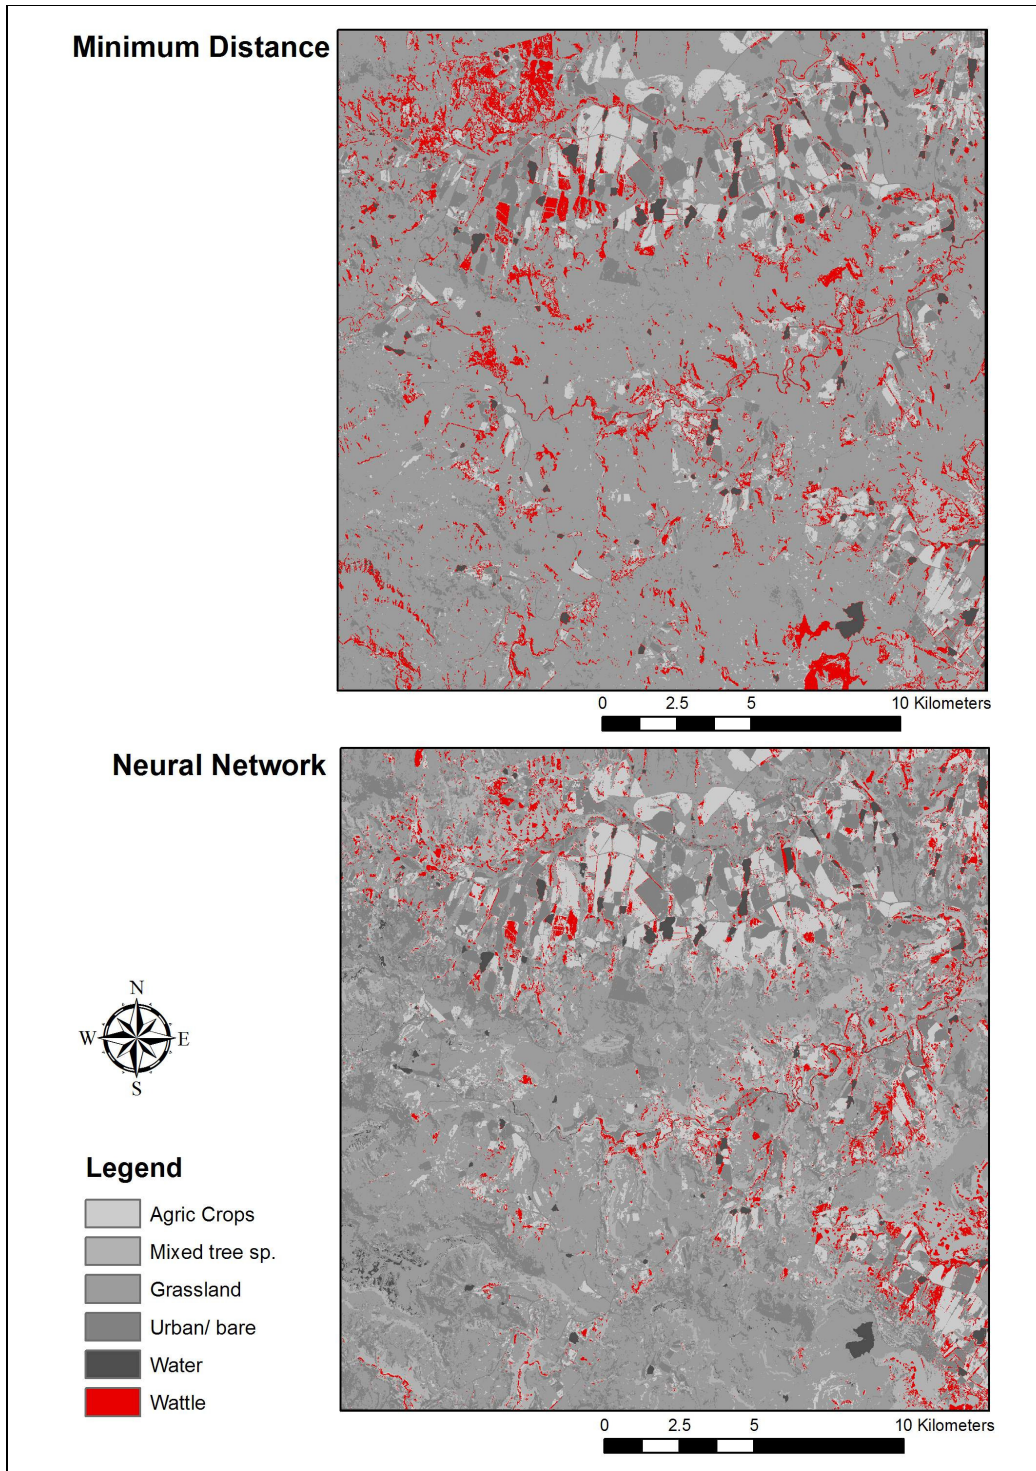 Minimum Distance
0 2.5 5 10 Kilometers
Neural Network
N
W E
S
Legend
Agric Crops
Mixed tree sp.
Grassland
Urban/ bare
Water
Wattle
0 2.5 5 10 Kilometers